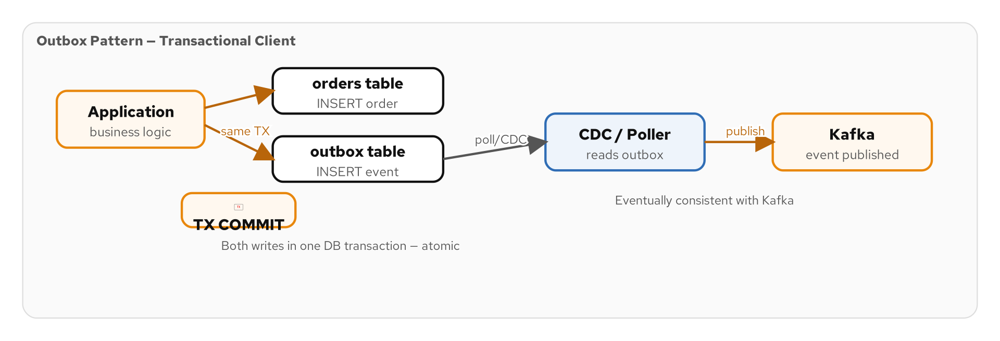 Outbox Pattern – Transactional Client
Application
business logic
same TX
orders table
INSERT order
outbox table
INSERT event
TX
TX COMMIT
Both writes in one DB transaction – atomic
poll/CDC
CDC / Poller
reads outbox
publish
Kafka
event published
Eventually consistent with Kafka